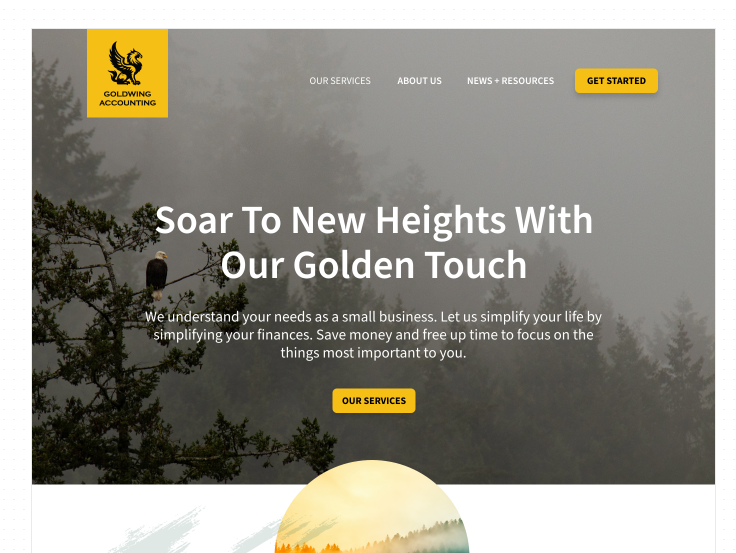 GOLDWING
ACCOUNTING
OUR SERVICES
ABOUT US
NEWS + RESOURCES
GET STARTED
Soar To New Heights With
Our Golden Touch
We understand your needs as a small business. Let us simplify your life by
simplifying your finances. Save money and free up time to focus on the
things most important to you.
OUR SERVICES